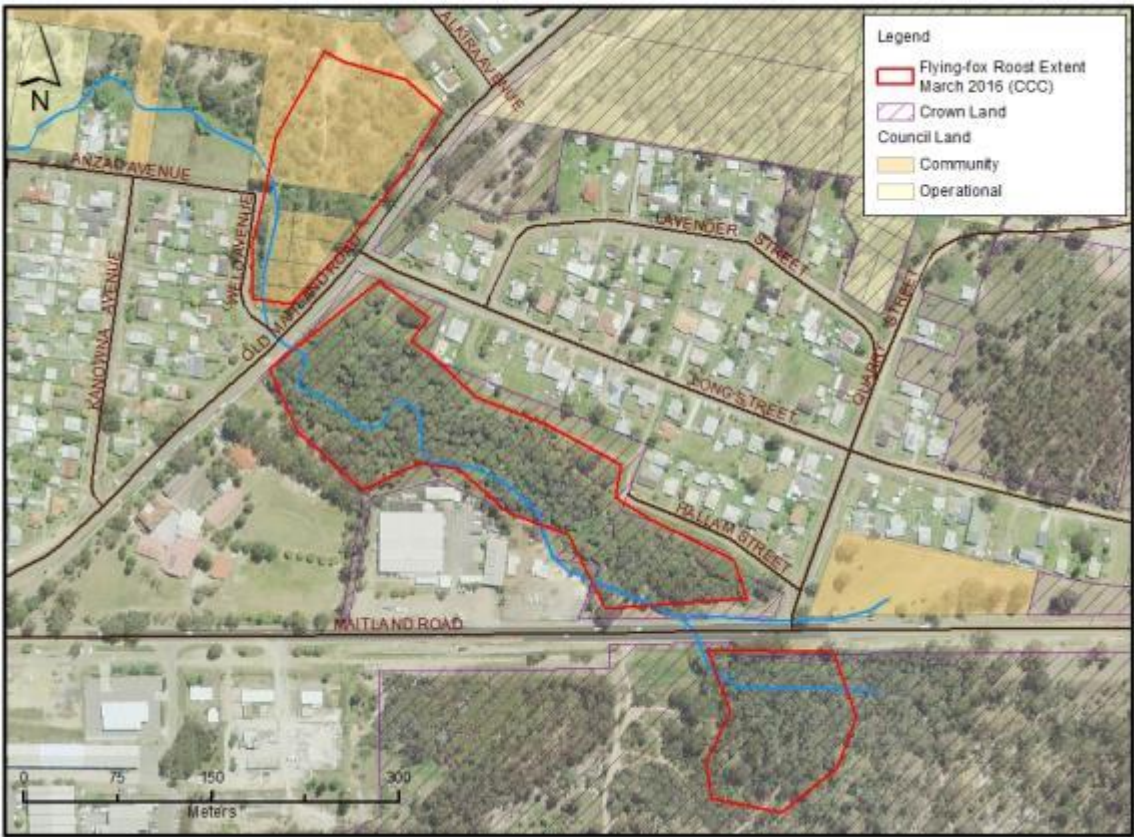 ALKIRA AVENUE
Legend
Flying-fox Roost Extent
March 2016 (CCC)
Crown Land
Council Land
Community
Operational
N
ANZAC AVENUE
KANOWNA AVENUE
AVENUE
OLD MAITLAND ROAD
LAVENDER STREET
QUARRY STREET
LONG STREET
HALLAM STREET
MAITLAND ROAD
0 75 150 300
Meters